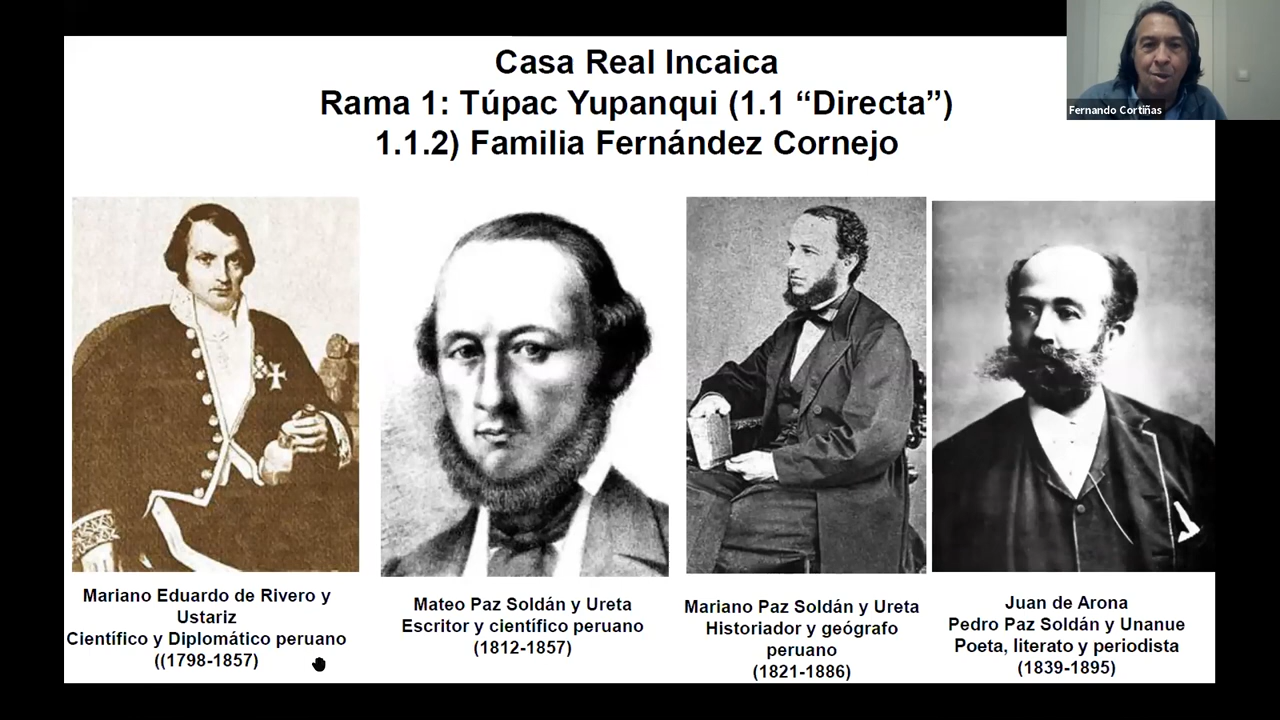 Casa Real Incaica
Rama 1: Túpac Yupanqui (1.1 “Directa”)
1.1.2) Familia Fernández Cornejo
Fernando Cortiñas
Mariano Eduardo de Rivero y
Ustariz
Científico y Diplomático peruano
((1798-1857)
Mateo Paz Soldán y Ureta
Escritor y científico peruano
(1812-1857)
Mariano Paz Soldán y Ureta
Historiador y geógrafo
peruano
(1821-1886)
Juan de Arona
Pedro Paz Soldán y Unanue
Poeta, literato y periodista
(1839-1895)